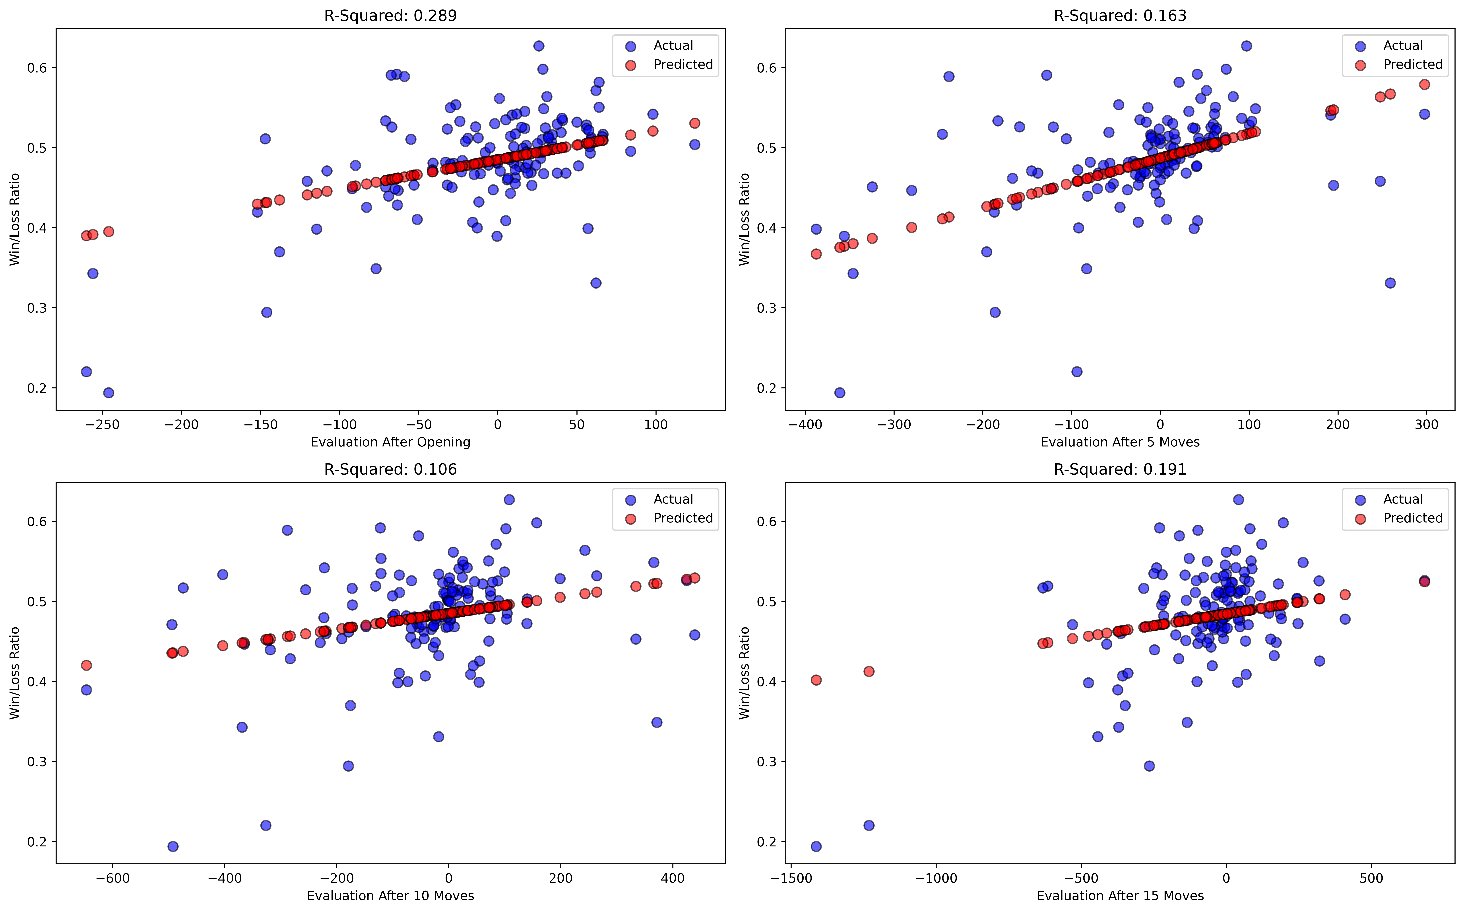 R-Squared: 0.289
Actual
Predicted
Win/Loss Ratio
0.6
0.5
0.4
0.3
0.2
−250
−200
−150
−100
−50
0
50
100
Evaluation After Opening
R-Squared: 0.163
Actual
Predicted
Win/Loss Ratio
0.6
0.5
0.4
0.3
0.2
−400
−300
−200
−100
0
100
200
300
Evaluation After 5 Moves
R-Squared: 0.106
Actual
Predicted
Win/Loss Ratio
0.6
0.5
0.4
0.3
0.2
−600
−400
−200
0
200
400
Evaluation After 10 Moves
R-Squared: 0.191
Actual
Predicted
Win/Loss Ratio
0.6
0.5
0.4
0.3
0.2
−1500
−1000
−500
0
500
Evaluation After 15 Moves